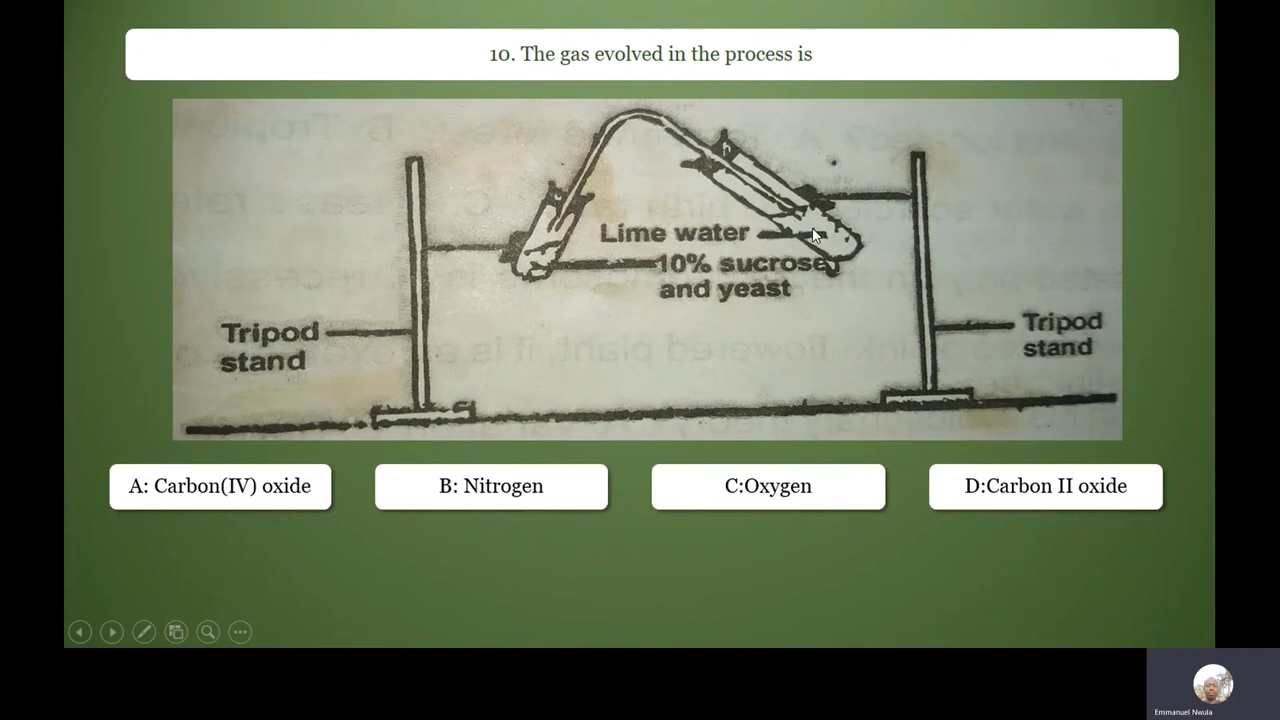 10. The gas evolved in the process is
Lime water
10% sucrose
and yeast
Tripod
stand
Tripod
stand
A: Carbon(IV) oxide
B: Nitrogen
C:Oxygen
D:Carbon II oxide
Emmanuel Nwula